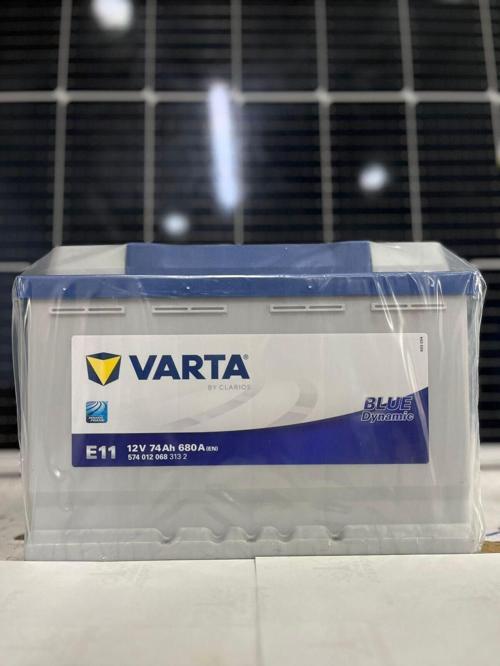 VARTA®
BY CLARIOS
BLUE
Dynamic
E11
12V 74Ah 680A (EN)
574 012 068 313 2